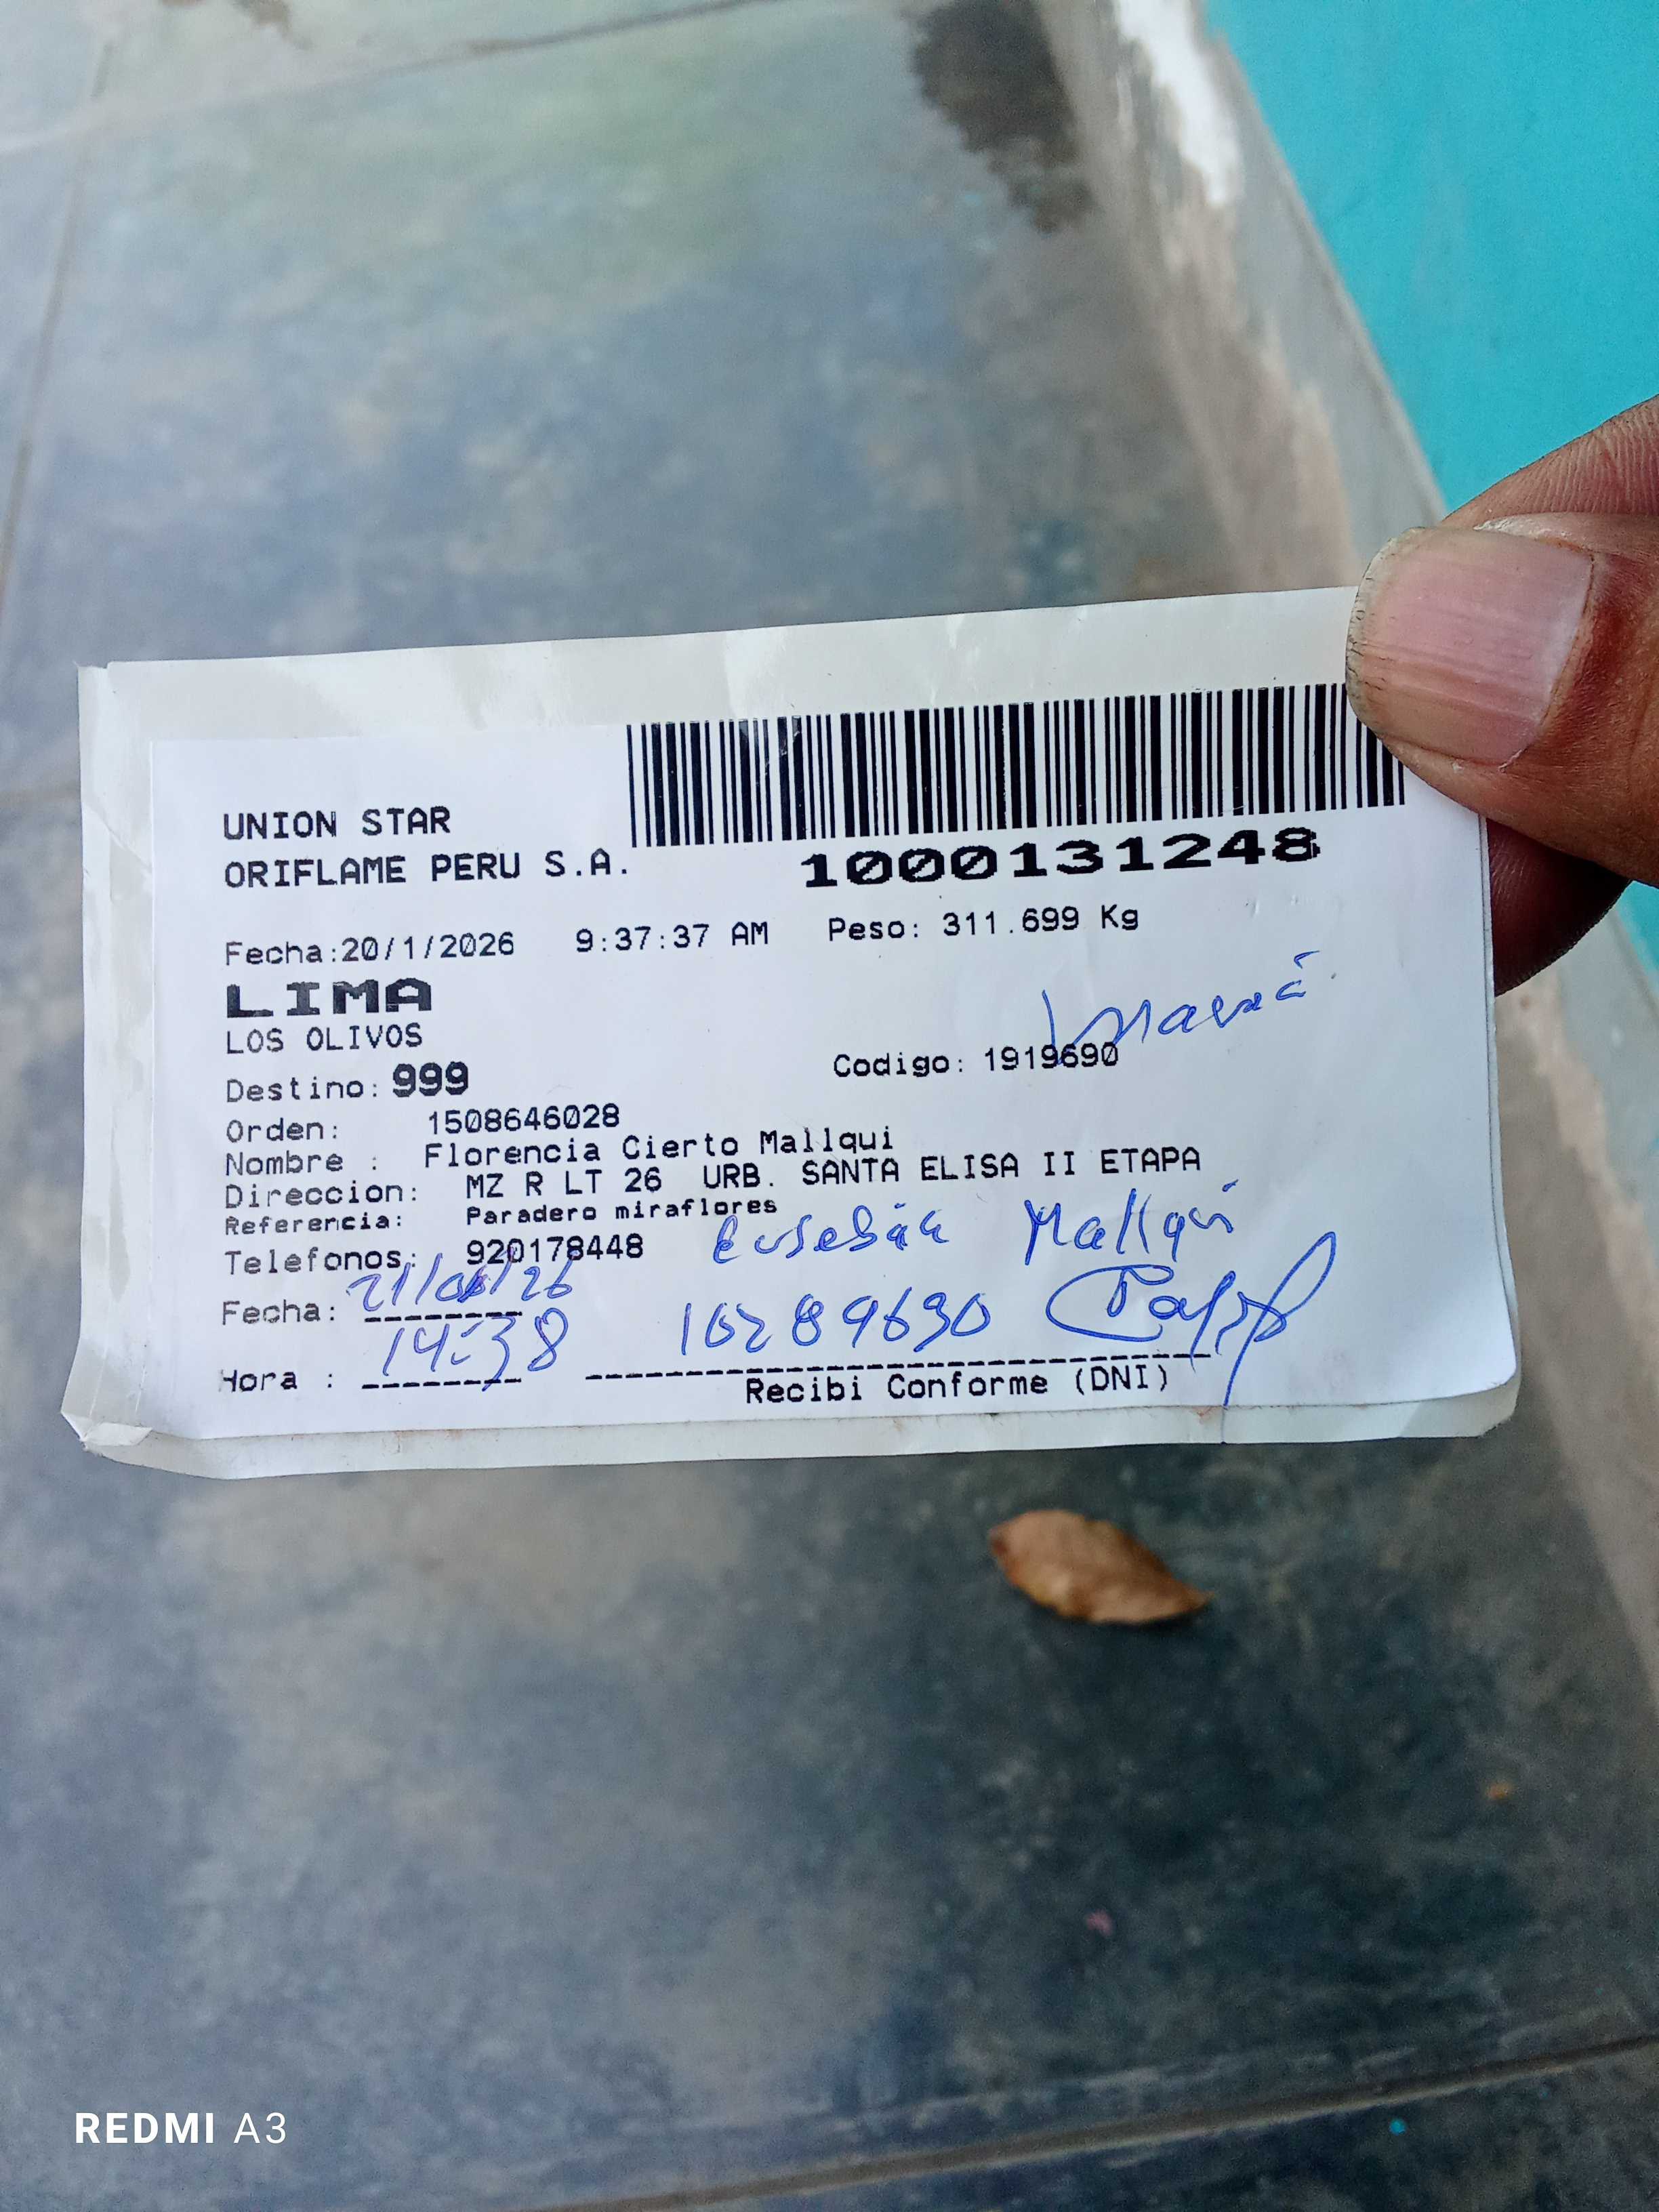 UNION STAR
ORIFLAME PERU S.A.
1000131248
Fecha:20/1/2026 9:37:37 AM Peso: 311.699 Kg
LIMA
LOS OLIVOS
mamá
Destino: 999 Codigo: 1919690
Orden: 1508646028
Nombre : Florencia Cierto Mallqui
Direccion: MZ R LT 26 URB. SANTA ELISA II ETAPA
Referencia: Paradero miraflores
Telefonos: 920178448 Eusebia Mallqui
Fecha: 21/01/26
Hora : 14:38 10289630
Recibi Conforme (DNI)
REDMI A3